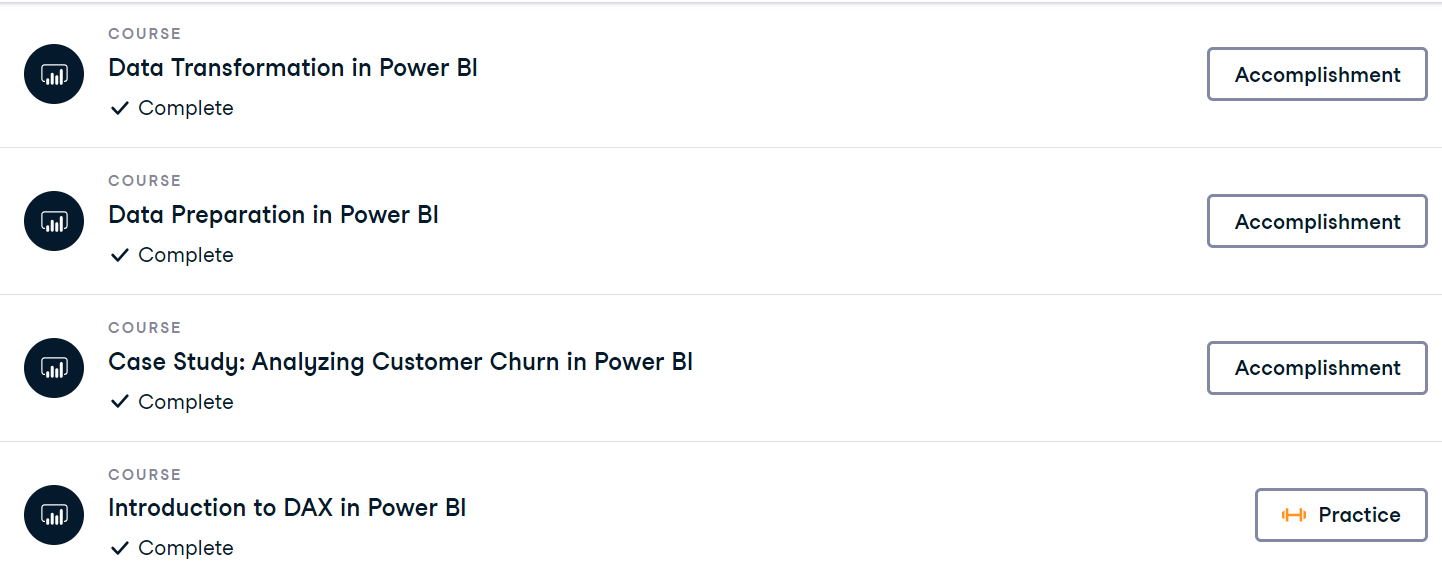 COURSE
Data Transformation in Power BI
Complete
Accomplishment
COURSE
Data Preparation in Power BI
Complete
Accomplishment
COURSE
Case Study: Analyzing Customer Churn in Power BI
Complete
Accomplishment
COURSE
Introduction to DAX in Power BI
Complete
Practice